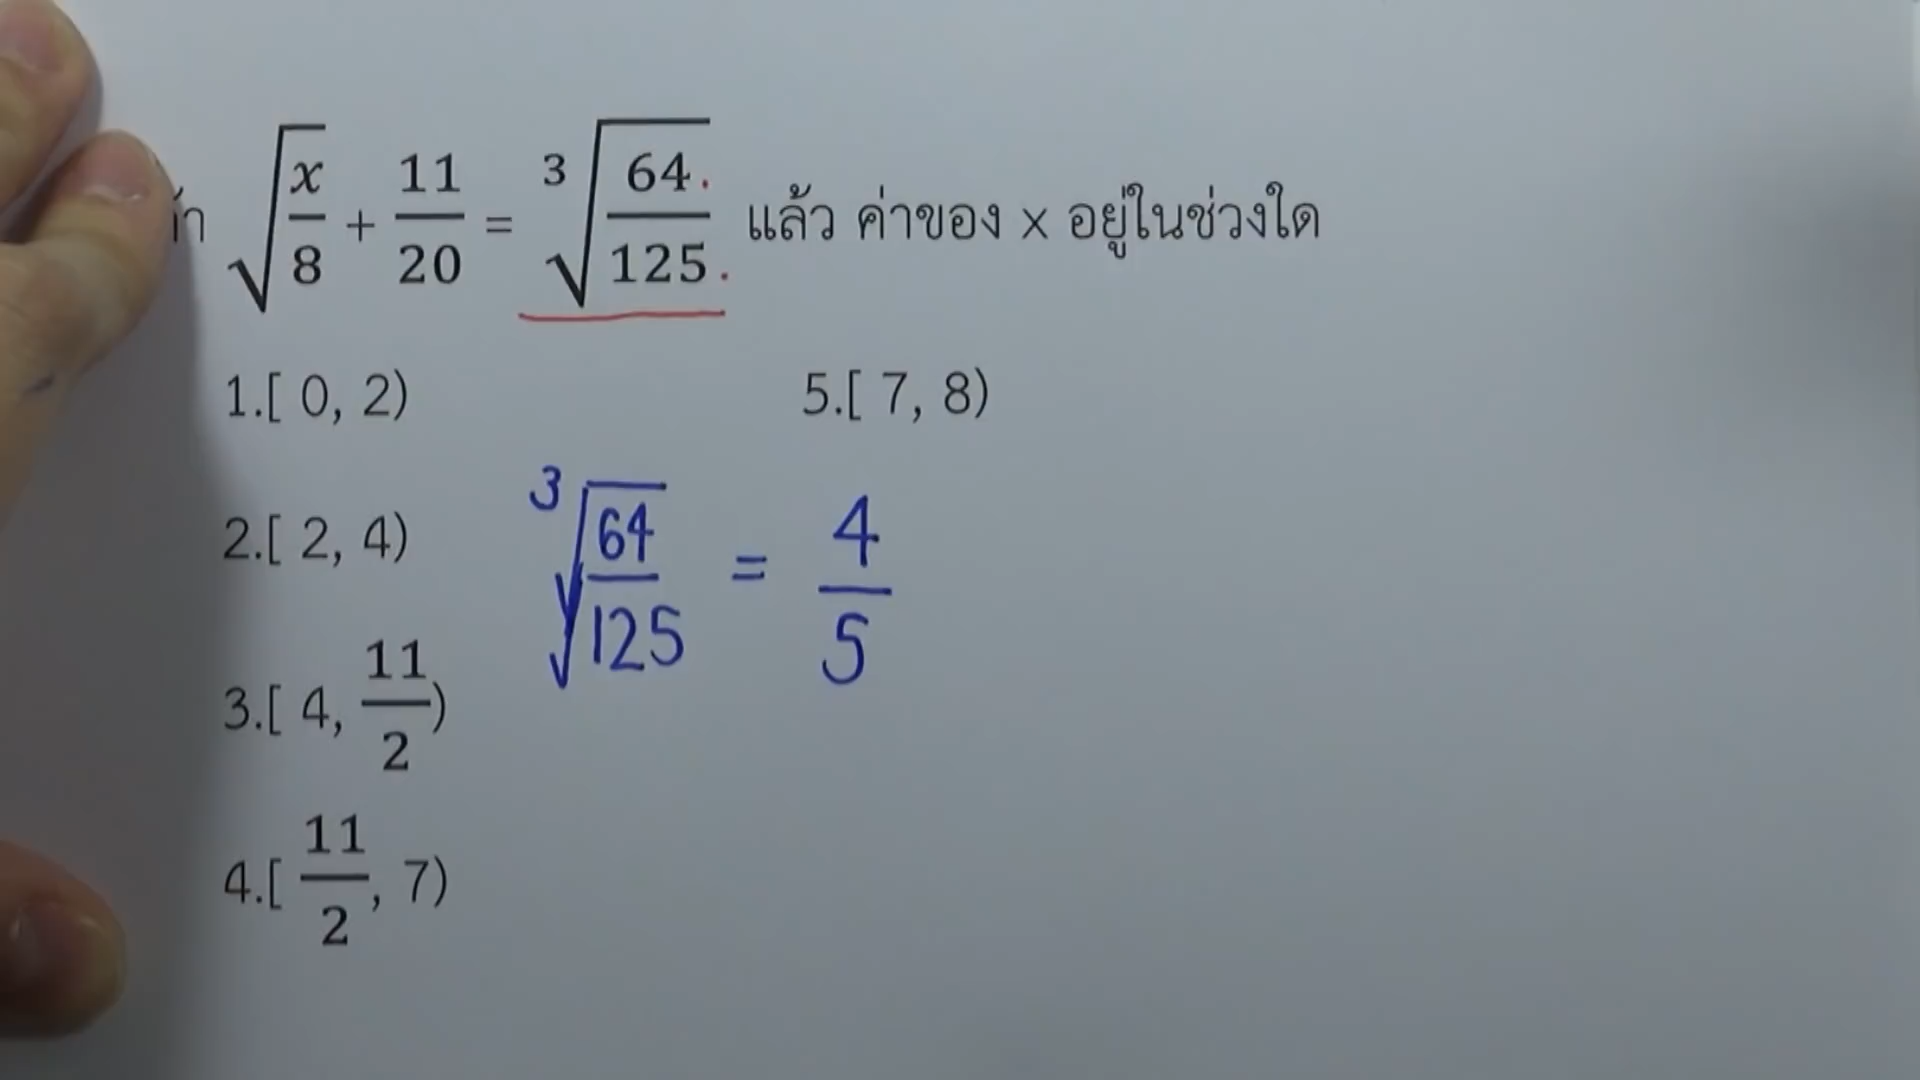 √(x/8) + 11/20 = ∛(64/125) แล้ว ค่าของ x อยู่ในช่วงใด
1.[ 0, 2)
5.[ 7, 8)
2.[ 2, 4)
∛(64/125) = 4/5
3.[ 4, 11/2)
4.[ 11/2, 7)